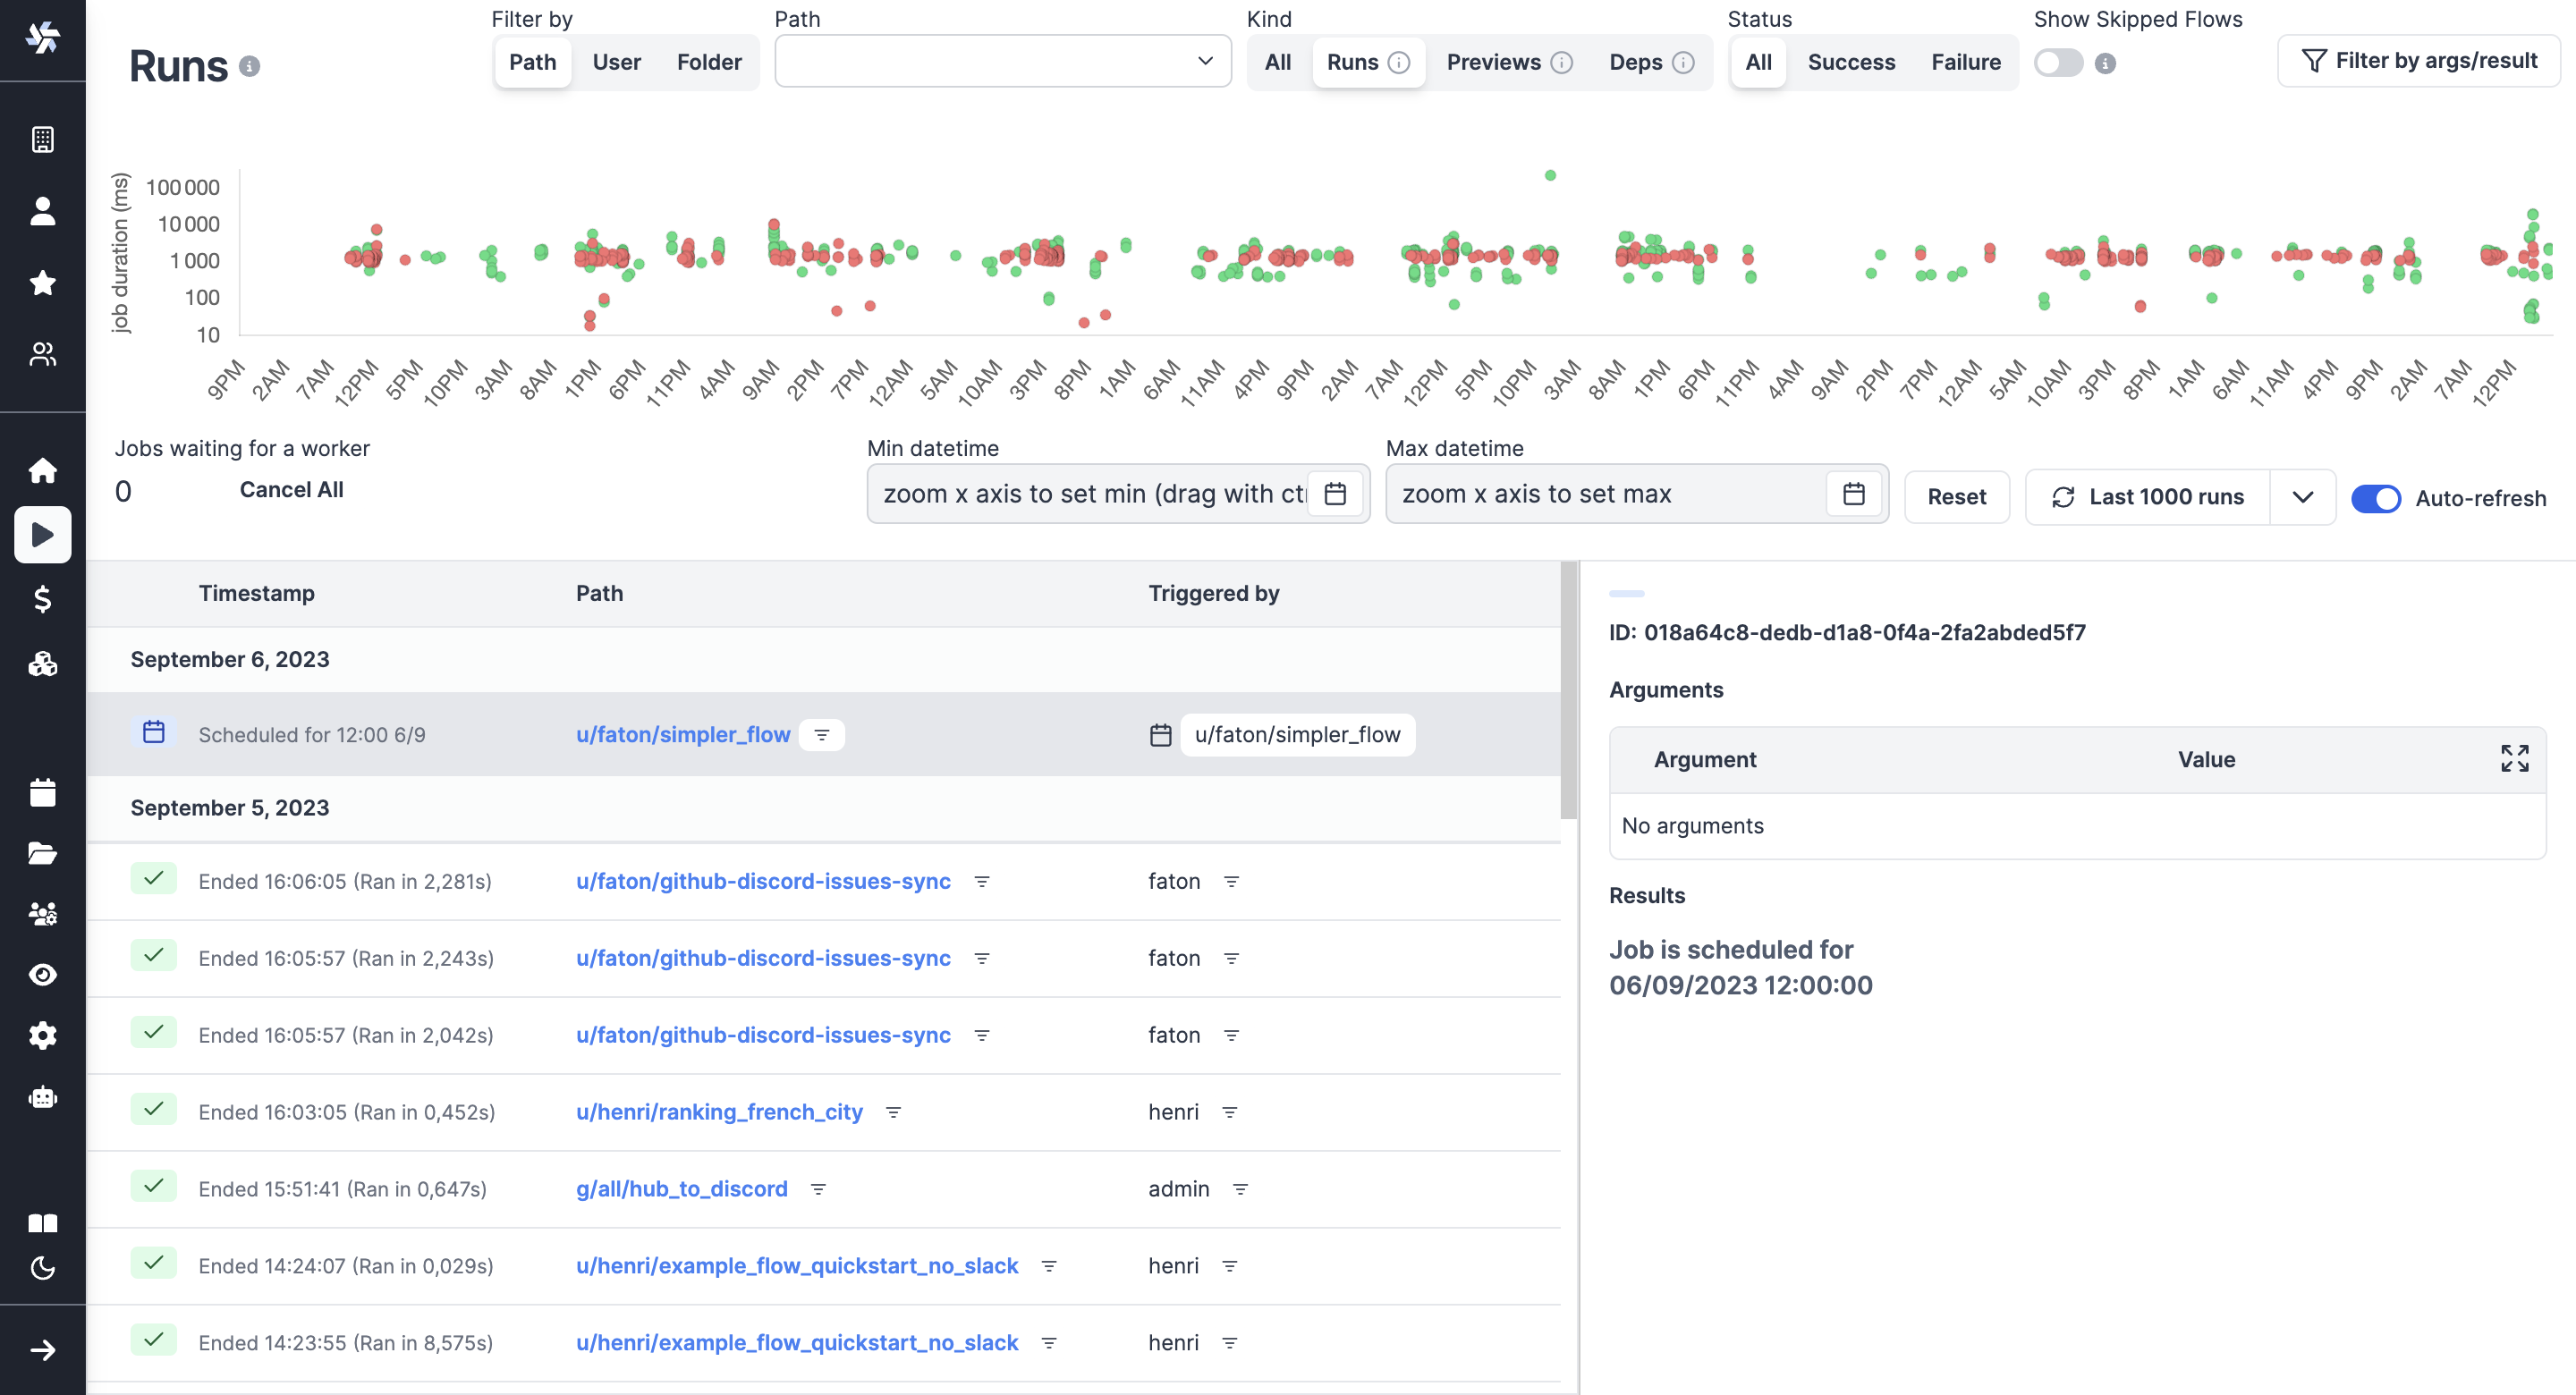 Runs
Filter by
Path User Folder
Path
Kind
All Runs Previews Deps
Status
All Success Failure
Show Skipped Flows
Filter by args/result
job duration (ms)
100 000
10 000
1 000
100
10
9PM 2AM 7AM 12PM 5PM 10PM 3AM 8AM 1PM 6PM 11PM 4AM 9AM 2PM 7PM 12AM 5AM 10AM 3PM 8PM 1AM 6AM 11AM 4PM 9PM 2AM 7AM 12PM 5PM 10PM 3AM 8AM 1PM 6PM 11PM 4AM 9AM 2PM 7PM 12AM 5AM 10AM 3PM 8PM 1AM 6AM 11AM 4PM 9PM 2AM 7AM 12PM
Jobs waiting for a worker
0 Cancel All
Min datetime
zoom x axis to set min (drag with ctr
Max datetime
zoom x axis to set max
Reset
Last 1000 runs
Auto-refresh
Timestamp Path Triggered by
September 6, 2023
Scheduled for 12:00 6/9 u/faton/simpler_flow u/faton/simpler_flow
September 5, 2023
Ended 16:06:05 (Ran in 2,281s) u/faton/github-discord-issues-sync faton
Ended 16:05:57 (Ran in 2,243s) u/faton/github-discord-issues-sync faton
Ended 16:05:57 (Ran in 2,042s) u/faton/github-discord-issues-sync faton
Ended 16:03:05 (Ran in 0,452s) u/henri/ranking_french_city henri
Ended 15:51:41 (Ran in 0,647s) g/all/hub_to_discord admin
Ended 14:24:07 (Ran in 0,029s) u/henri/example_flow_quickstart_no_slack henri
Ended 14:23:55 (Ran in 8,575s) u/henri/example_flow_quickstart_no_slack henri
ID: 018a64c8-dedb-d1a8-0f4a-2fa2abded5f7
Arguments
Argument Value
No arguments
Results
Job is scheduled for
06/09/2023 12:00:00